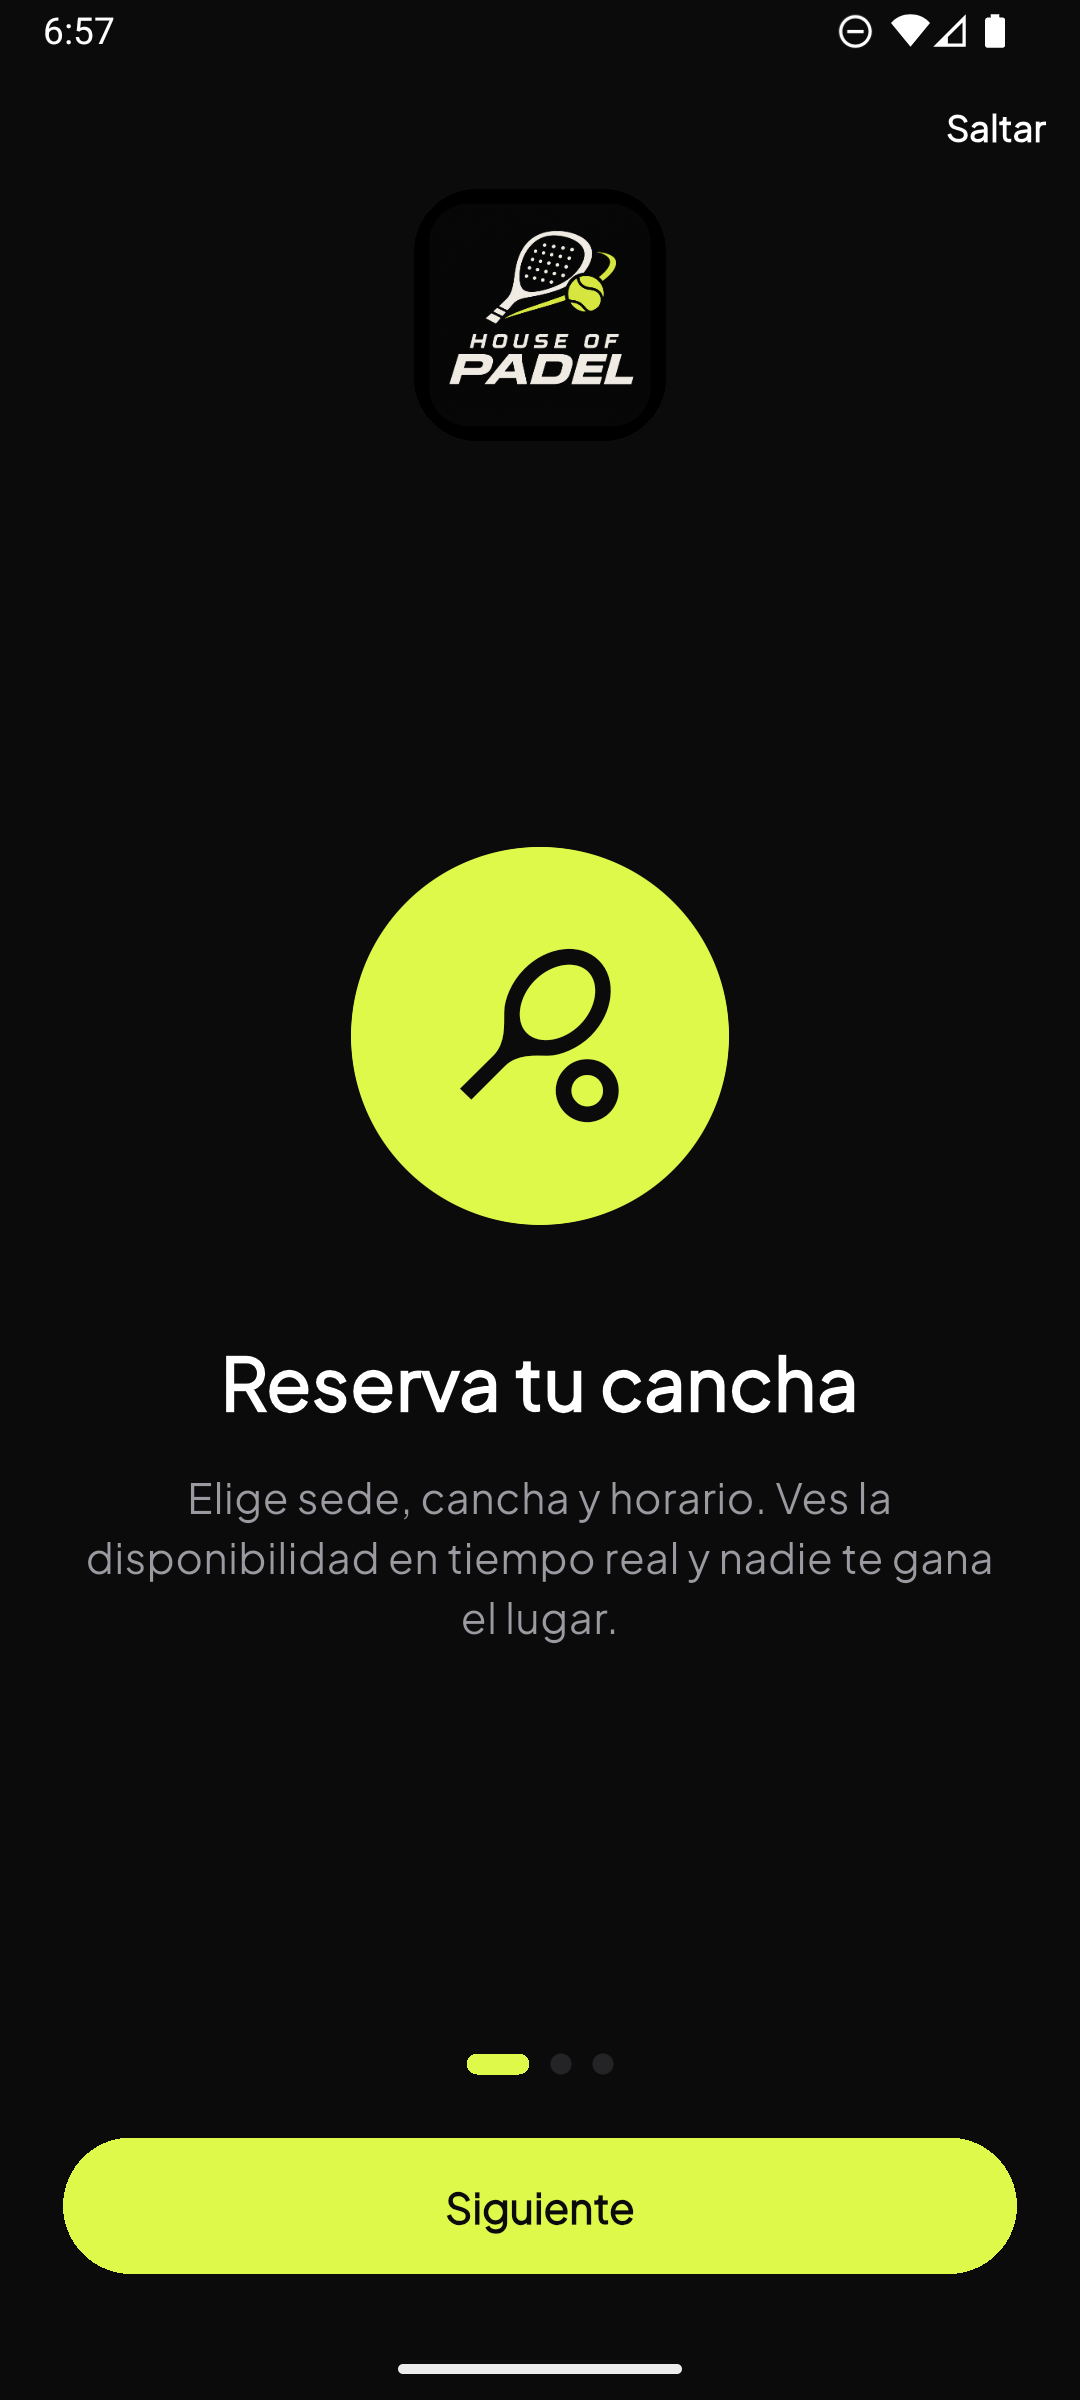 6:57
Saltar
HOUSE OF
PADEL
Reserva tu cancha
Elige sede, cancha y horario. Ves la
disponibilidad en tiempo real y nadie te gana
el lugar.
Siguiente